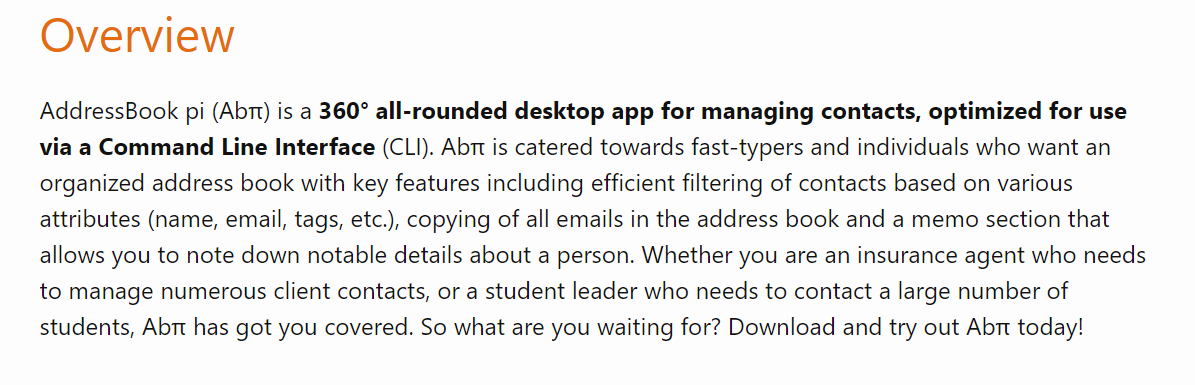 Overview
AddressBook pi (Abπ) is a 360° all-rounded desktop app for managing contacts, optimized for use
via a Command Line Interface (CLI). Abπ is catered towards fast-typers and individuals who want an
organized address book with key features including efficient filtering of contacts based on various
attributes (name, email, tags, etc.), copying of all emails in the address book and a memo section that
allows you to note down notable details about a person. Whether you are an insurance agent who needs
to manage numerous client contacts, or a student leader who needs to contact a large number of
students, Abπ has got you covered. So what are you waiting for? Download and try out Abπ today!